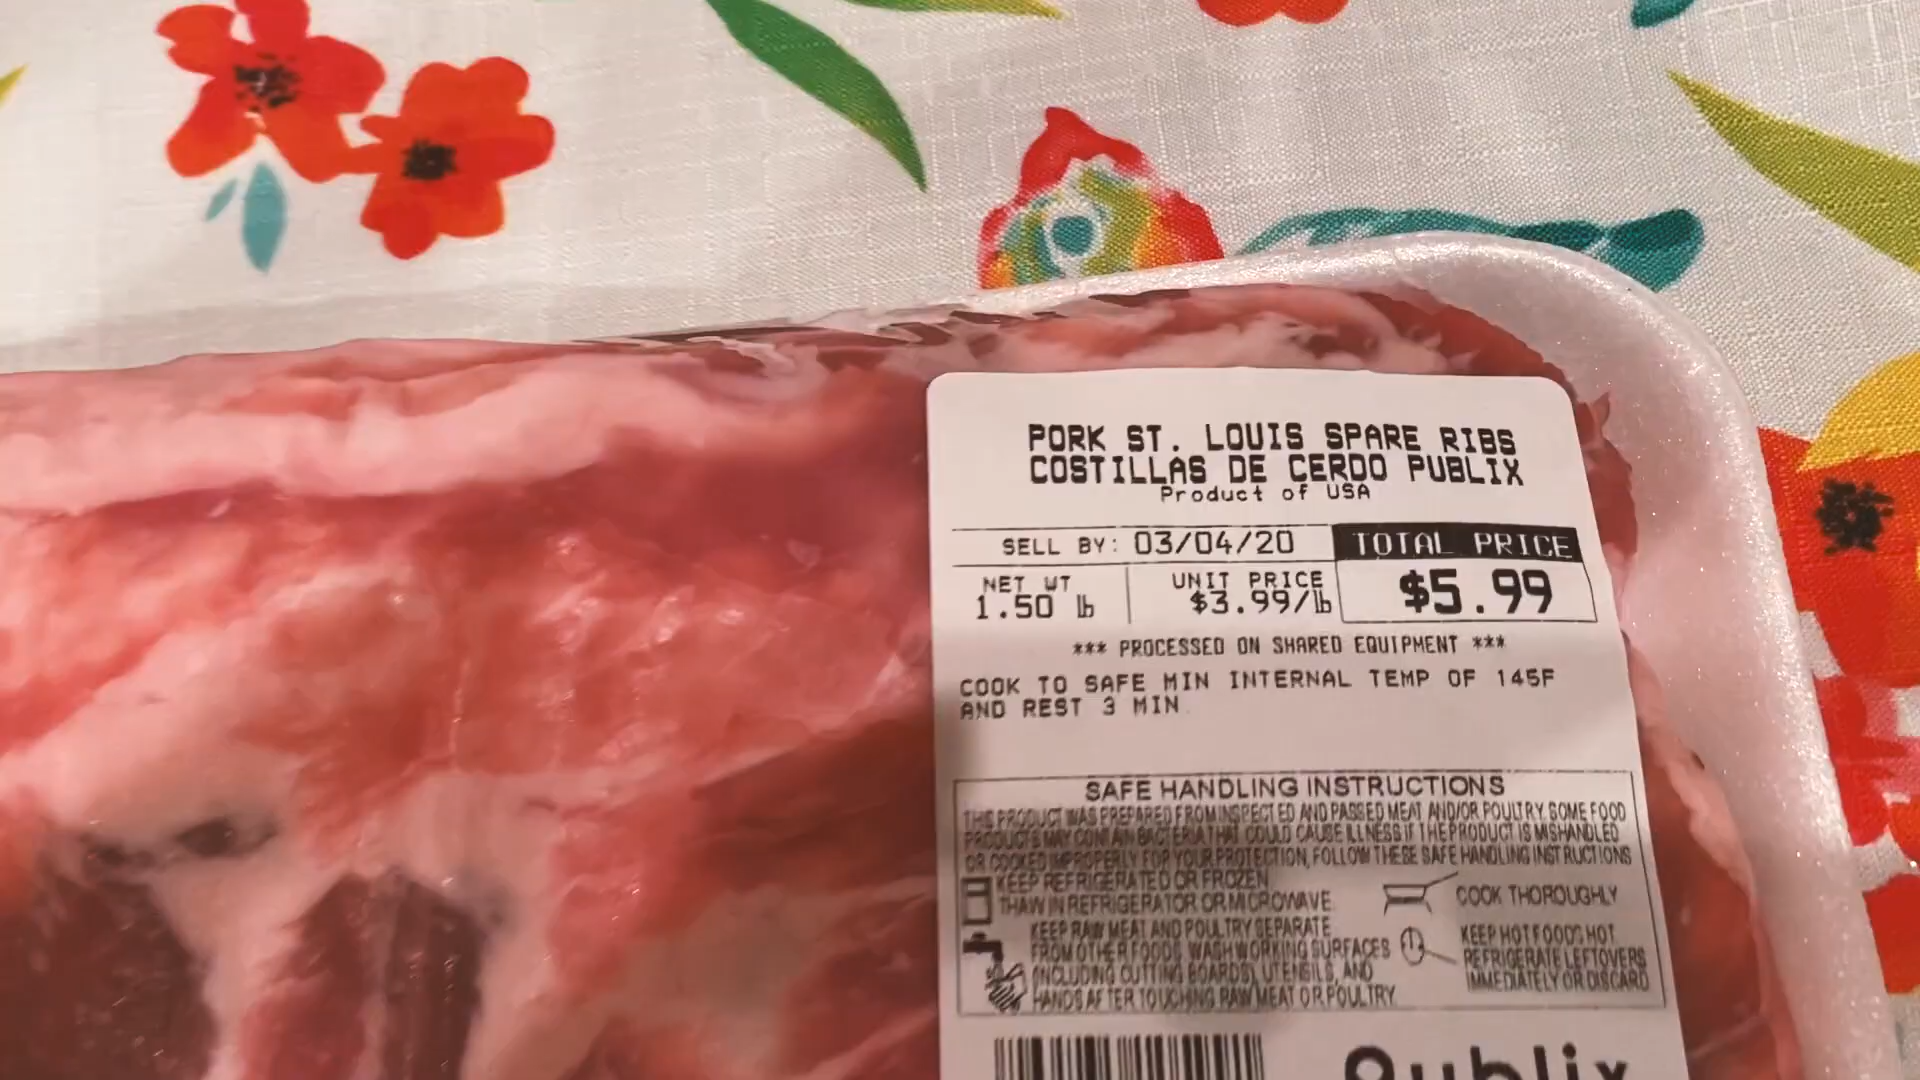 PORK ST. LOUIS SPARE RIBS
COSTILLAS DE CERDO PUBLIX
Product of USA
SELL BY: 03/04/20
TOTAL PRICE
NET WT
1.50 lb
UNIT PRICE
$3.99/lb
$5.99
*** PROCESSED ON SHARED EQUIPMENT ***
COOK TO SAFE MIN INTERNAL TEMP OF 145F
AND REST 3 MIN
SAFE HANDLING INSTRUCTIONS
THIS PRODUCT WAS PREPARED FROM INSPECTED AND PASSED MEAT AND/OR POULTRY. SOME FOOD
PRODUCTS MAY CONTAIN BACTERIA THAT COULD CAUSE ILLNESS IF THE PRODUCT IS MISHANDLED
OR COOKED IMPROPERLY. FOR YOUR PROTECTION, FOLLOW THESE SAFE HANDLING INSTRUCTIONS
KEEP REFRIGERATED OR FROZEN.
THAW IN REFRIGERATOR OR MICROWAVE.
KEEP RAW MEAT AND POULTRY SEPARATE
FROM OTHER FOODS. WASH WORKING SURFACES
(INCLUDING CUTTING BOARDS), UTENSILS, AND
HANDS AFTER TOUCHING RAW MEAT OR POULTRY.
COOK THOROUGHLY
KEEP HOT FOODS HOT.
REFRIGERATE LEFTOVERS
IMMEDIATELY OR DISCARD
Publix